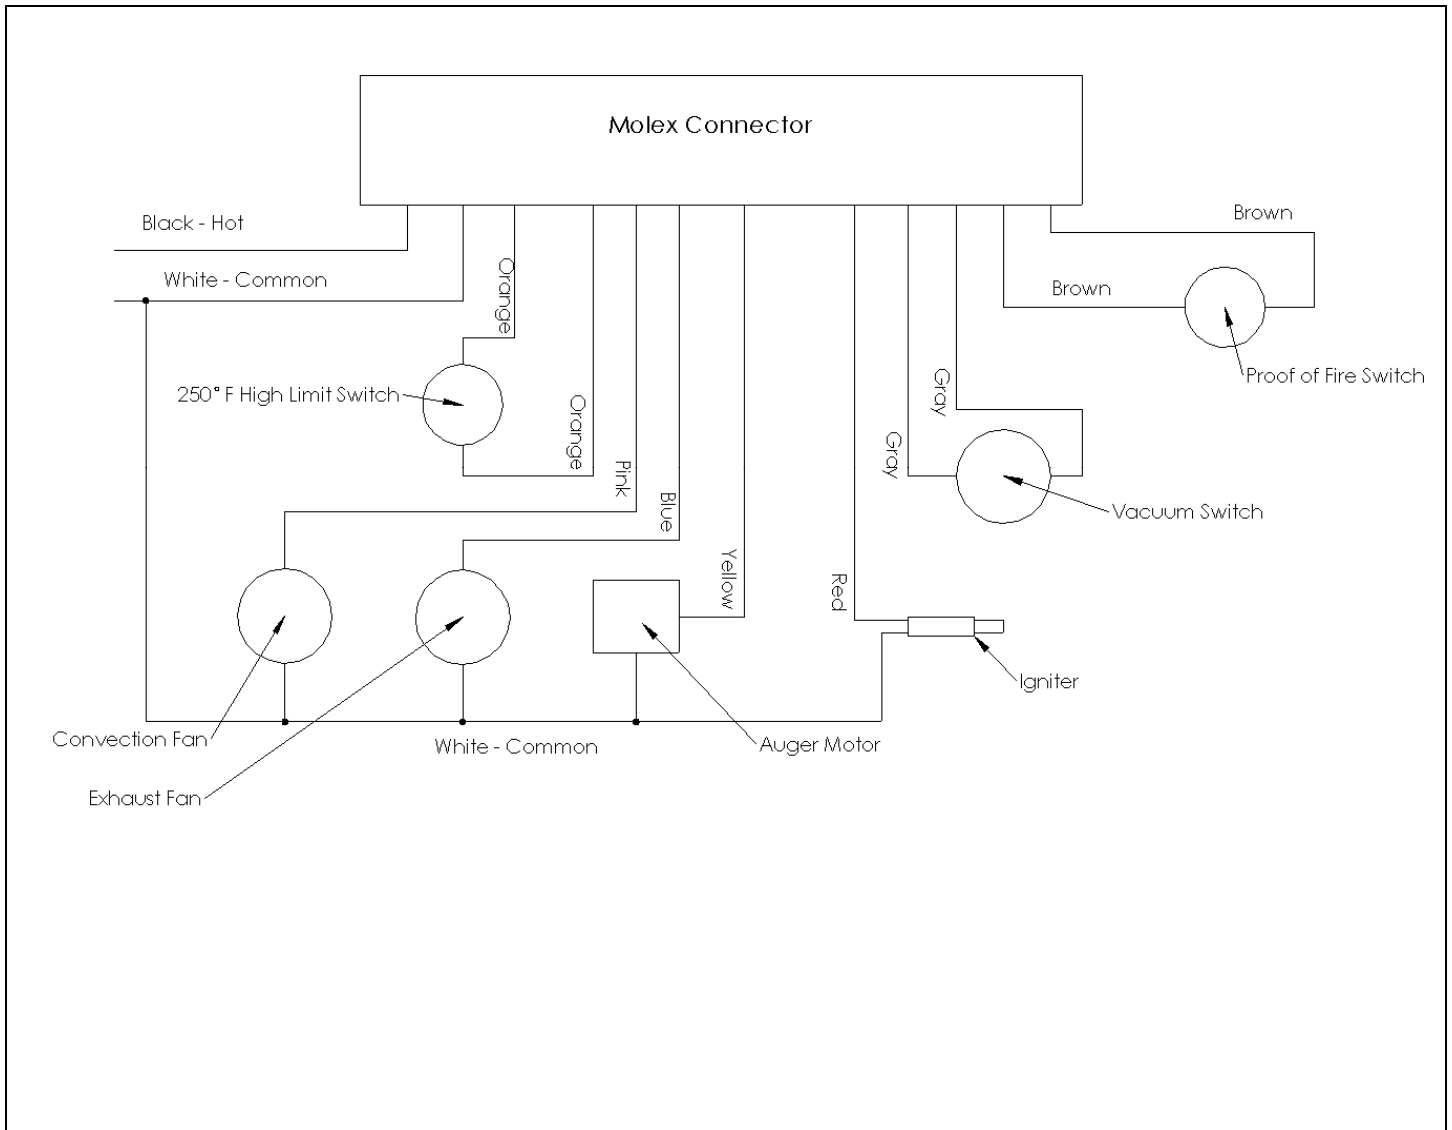 Molex Connector
Black - Hot
Brown
White - Common
Orange
Brown
Proof of Fire Switch
250° F High Limit Switch
Gray
Orange
Gray
Pink
Blue
Vacuum Switch
Yellow
Red
Igniter
Convection Fan
White - Common
Auger Motor
Exhaust Fan